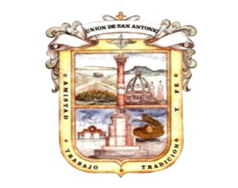 UNION DE SAN ANTONIO
AMISTAD
TRABAJO
TRADICION
Y FE